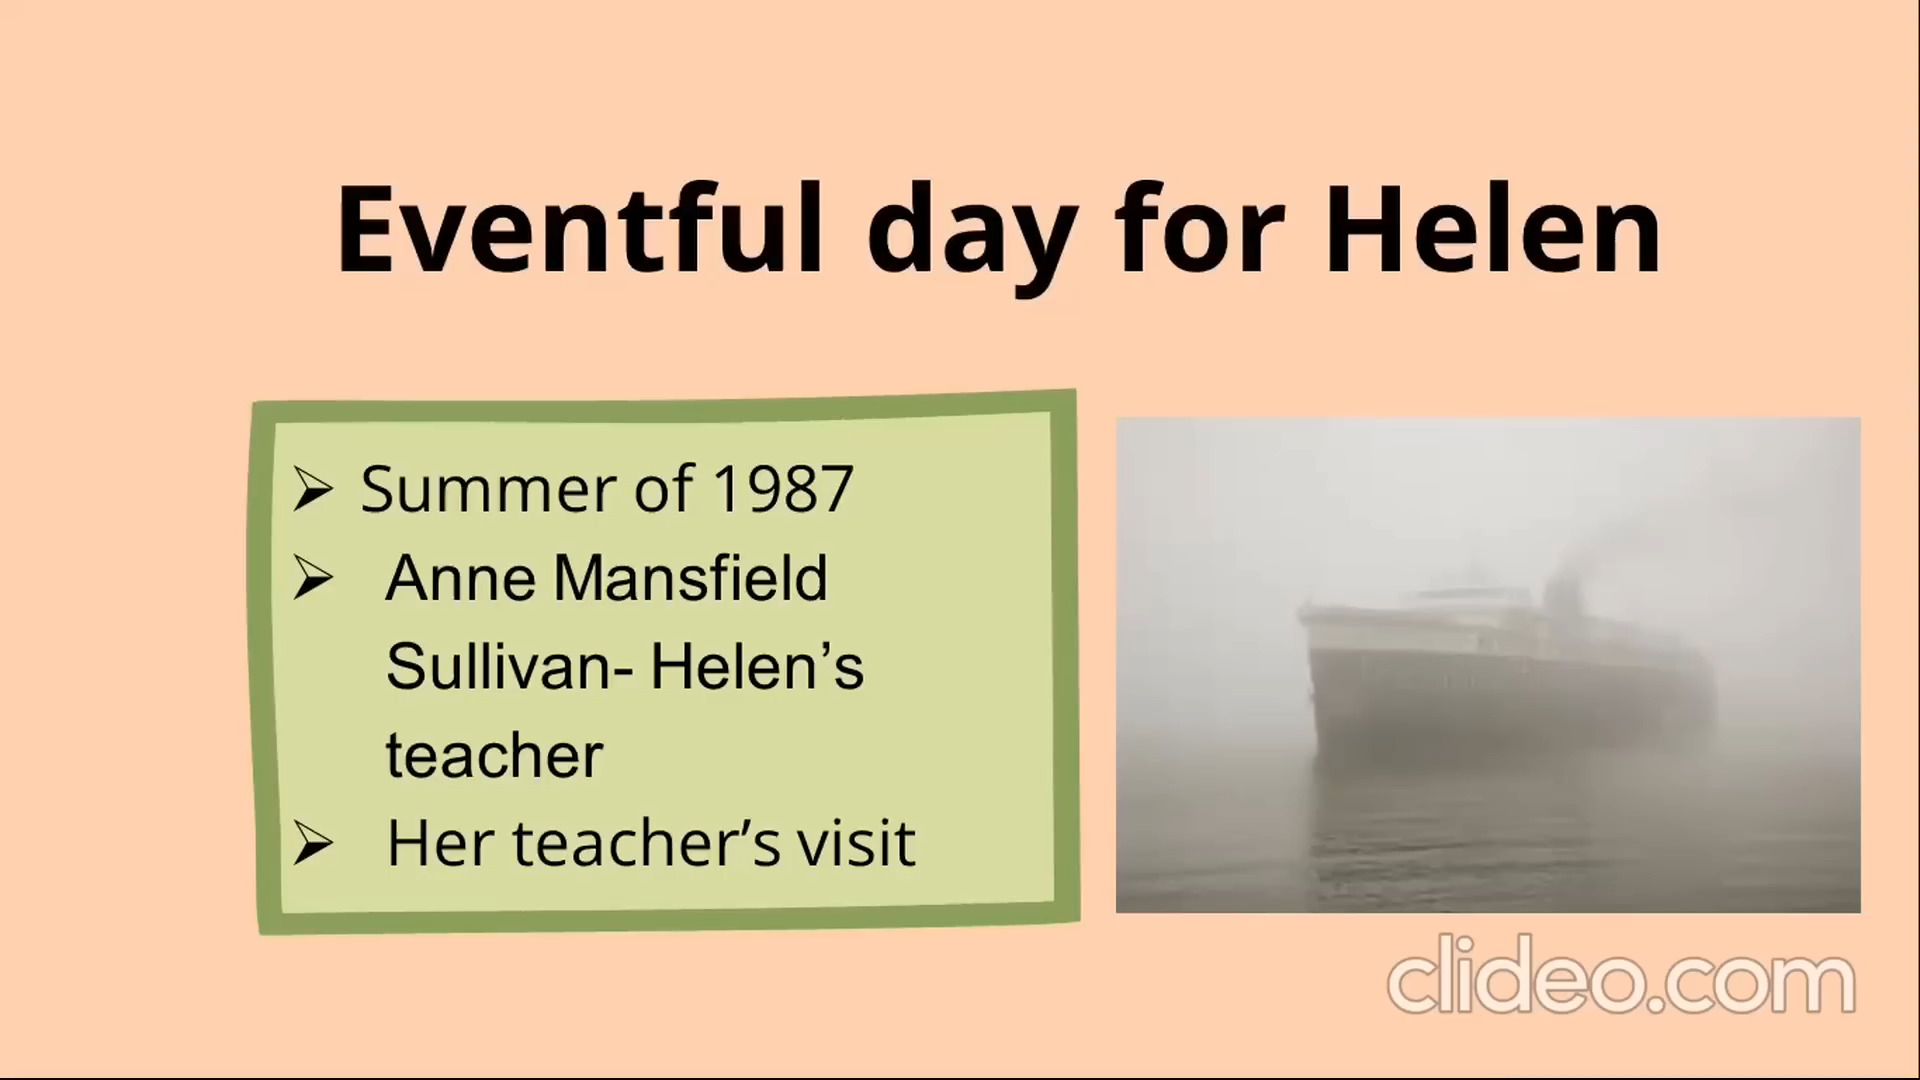 Eventful day for Helen
Summer of 1987
Anne Mansfield
Sullivan- Helen’s
teacher
Her teacher’s visit
clideo.com